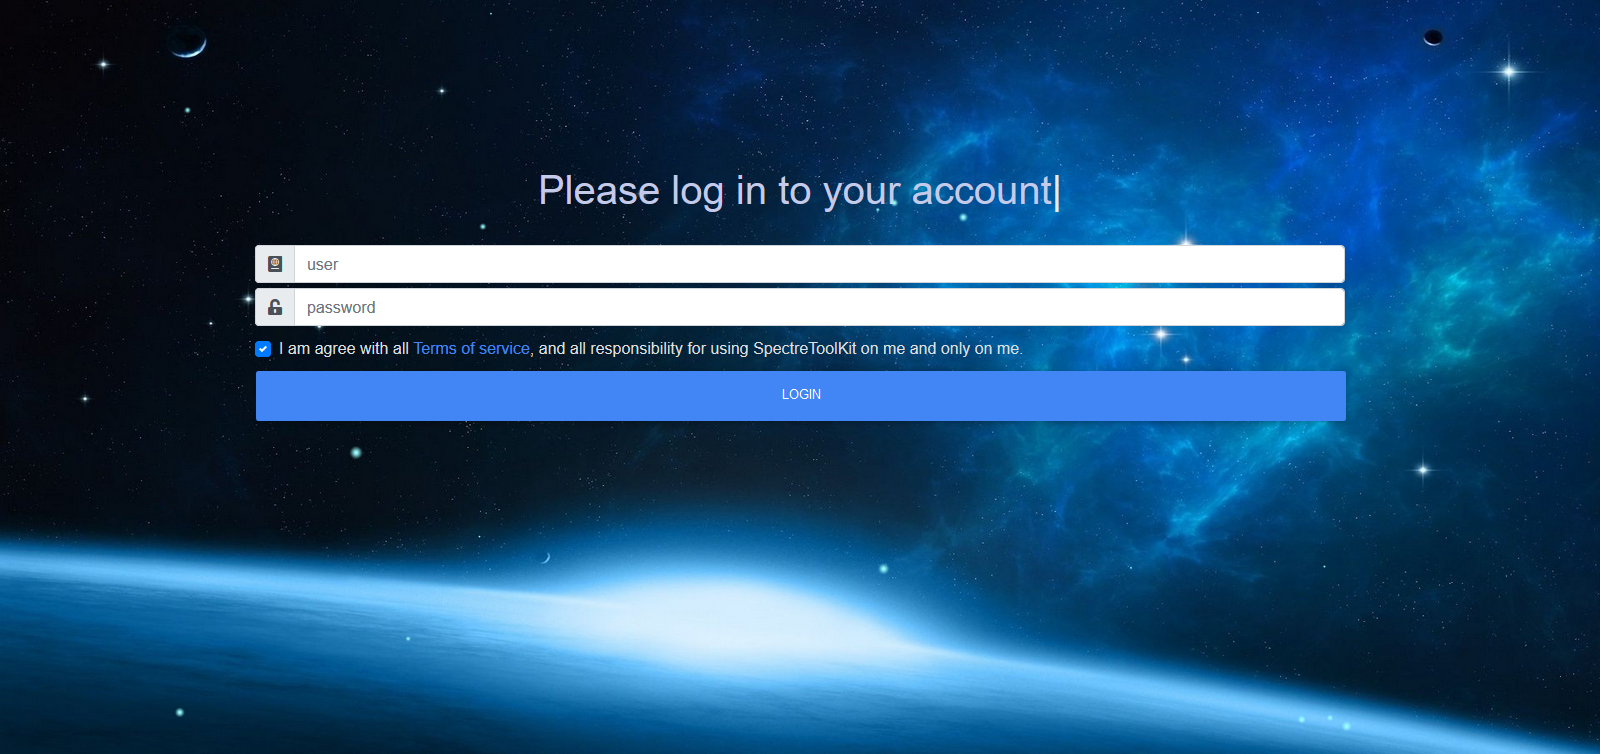 Please log in to your account|
user
password
I am agree with all Terms of service, and all responsibility for using SpectreToolKit on me and only on me.
LOGIN